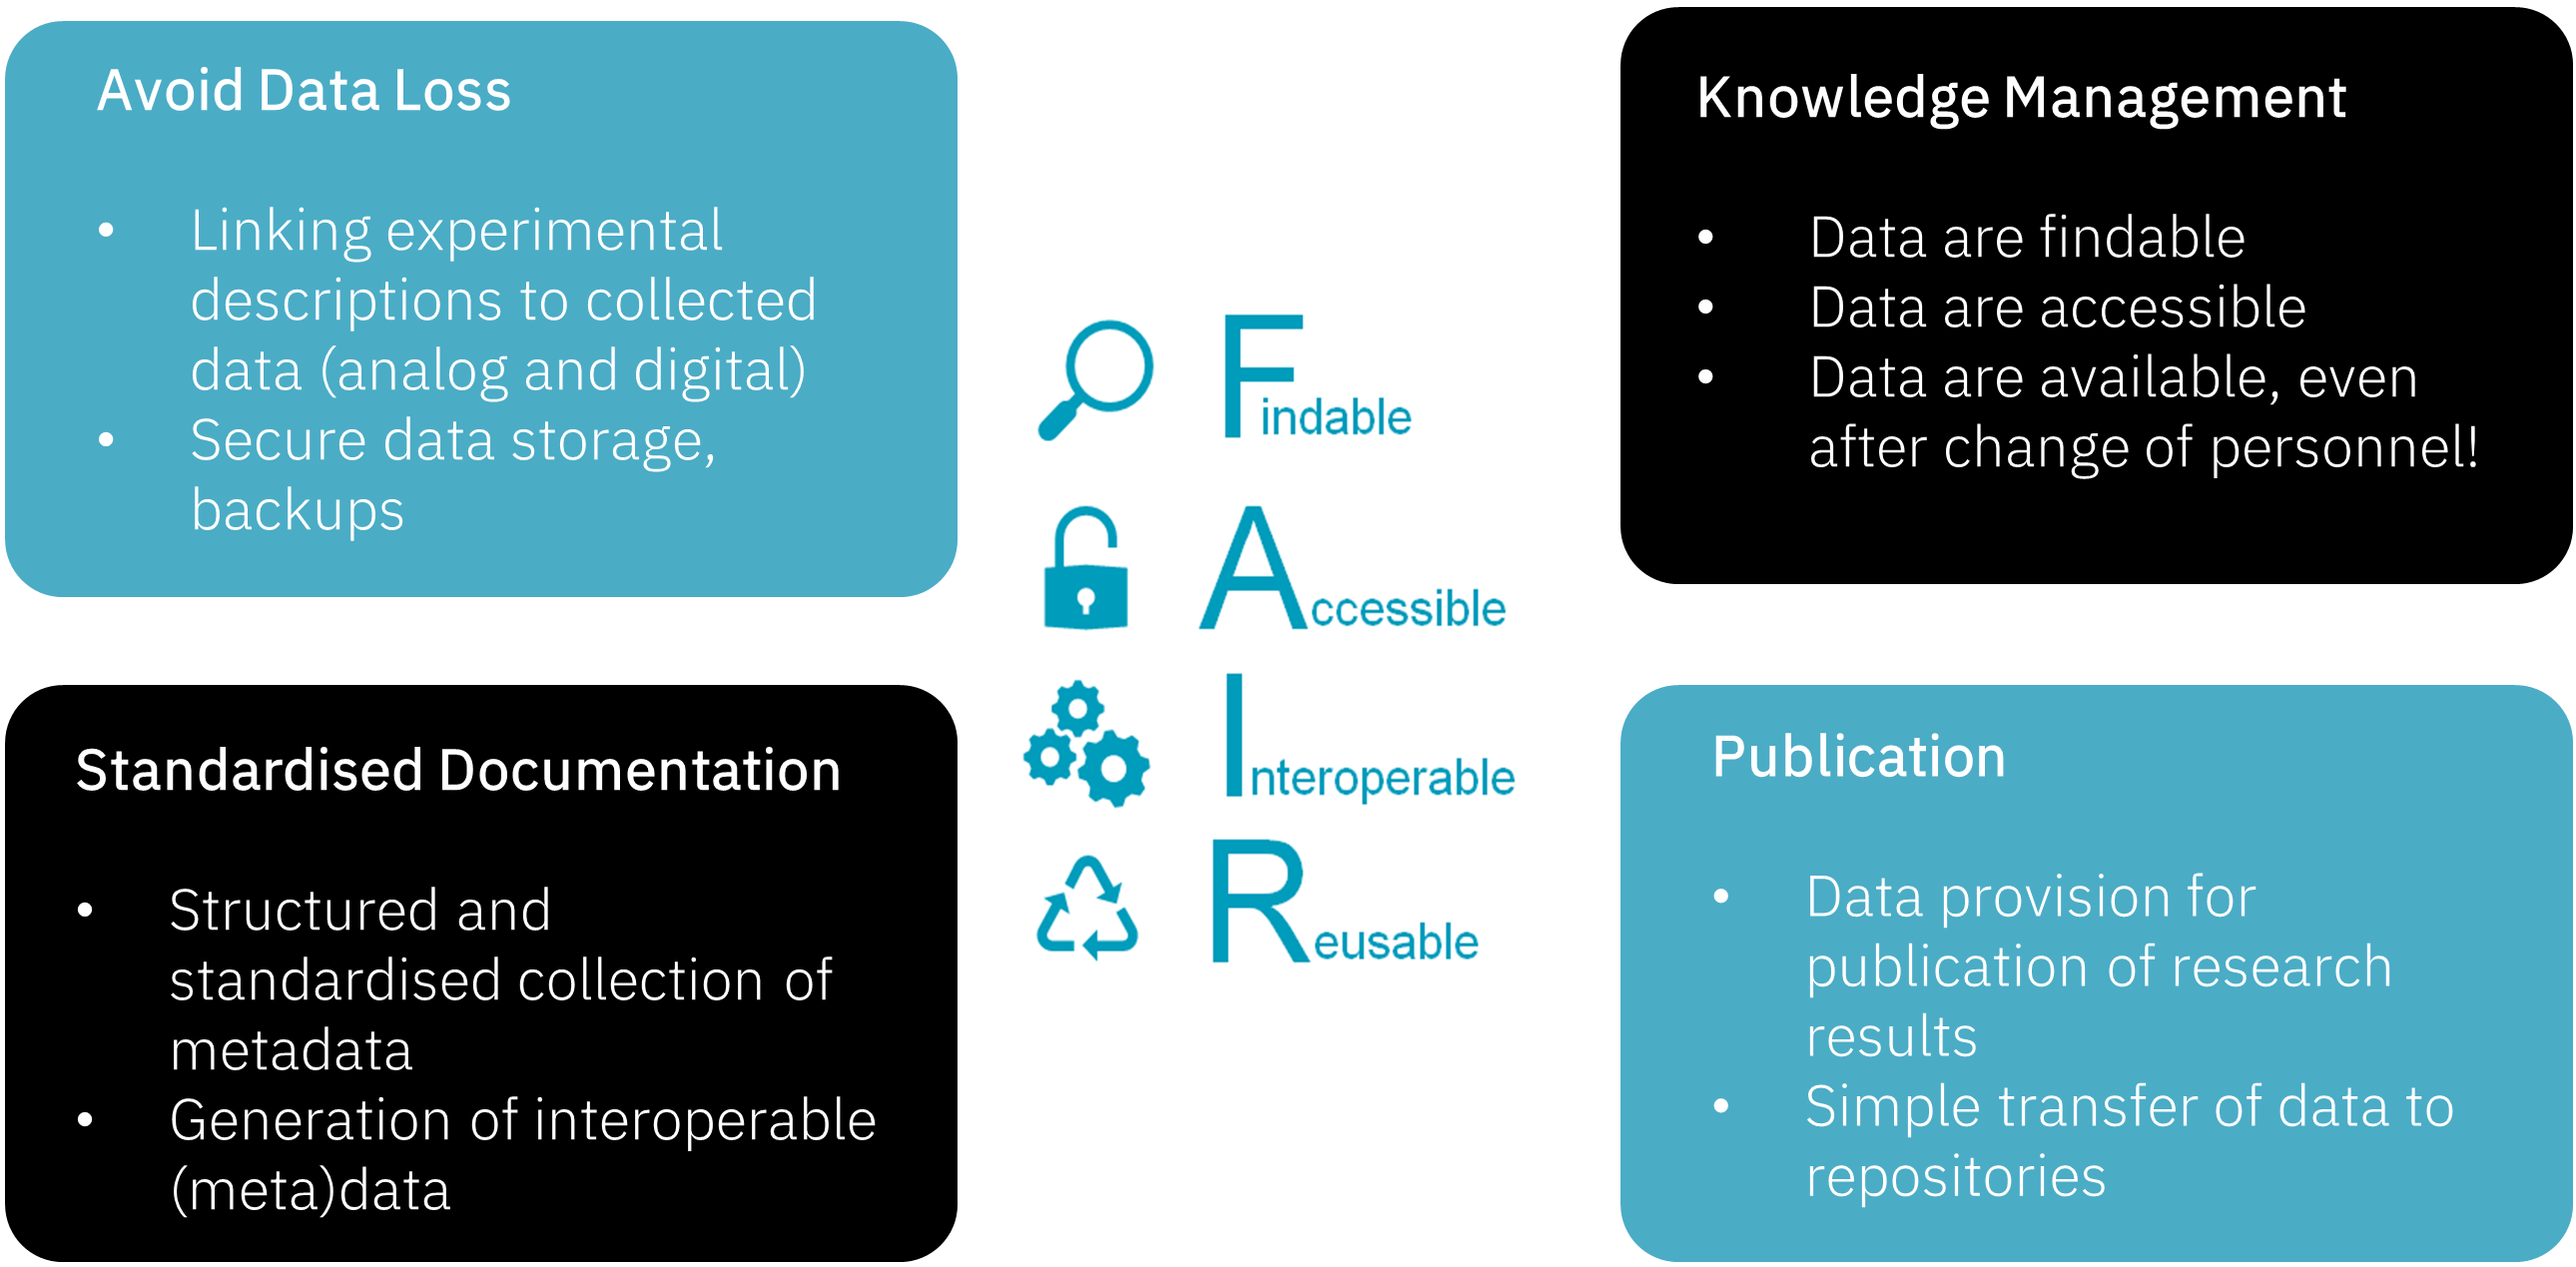 Avoid Data Loss
• Linking experimental
descriptions to collected
data (analog and digital)
• Secure data storage,
backups
Knowledge Management
• Data are findable
• Data are accessible
• Data are available, even
after change of personnel!
Findable
Accessible
Interoperable
Reusable
Standardised Documentation
• Structured and
standardised collection of
metadata
• Generation of interoperable
(meta)data
Publication
• Data provision for
publication of research
results
• Simple transfer of data to
repositories